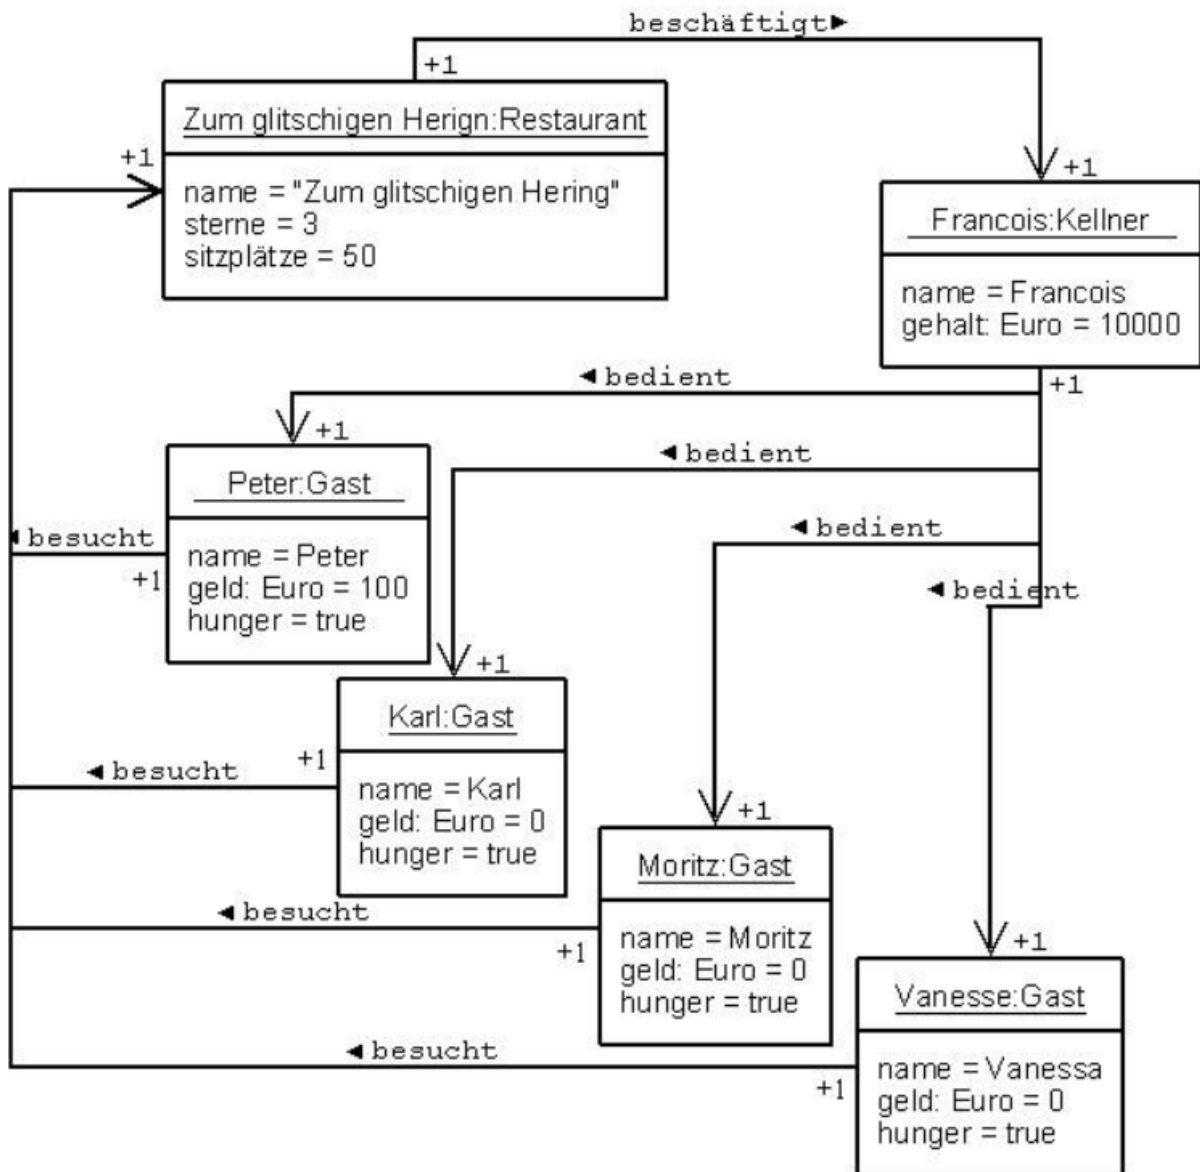 beschäftigt►
+1
Zum glitschigen Herign:Restaurant
+1
name = "Zum glitschigen Hering"
sterne = 3
sitzplätze = 50
+1
Francois:Kellner
name = Francois
gehalt: Euro = 10000
+1
◄ bedient
+1
Peter:Gast
name = Peter
geld: Euro = 100
hunger = true
◄ besucht
+1
◄ bedient
+1
Karl:Gast
name = Karl
geld: Euro = 0
hunger = true
◄ besucht
+1
◄ bedient
+1
Moritz:Gast
name = Moritz
geld: Euro = 0
hunger = true
◄ besucht
+1
◄ bedient
+1
Vanesse:Gast
name = Vanessa
geld: Euro = 0
hunger = true
◄ besucht
+1